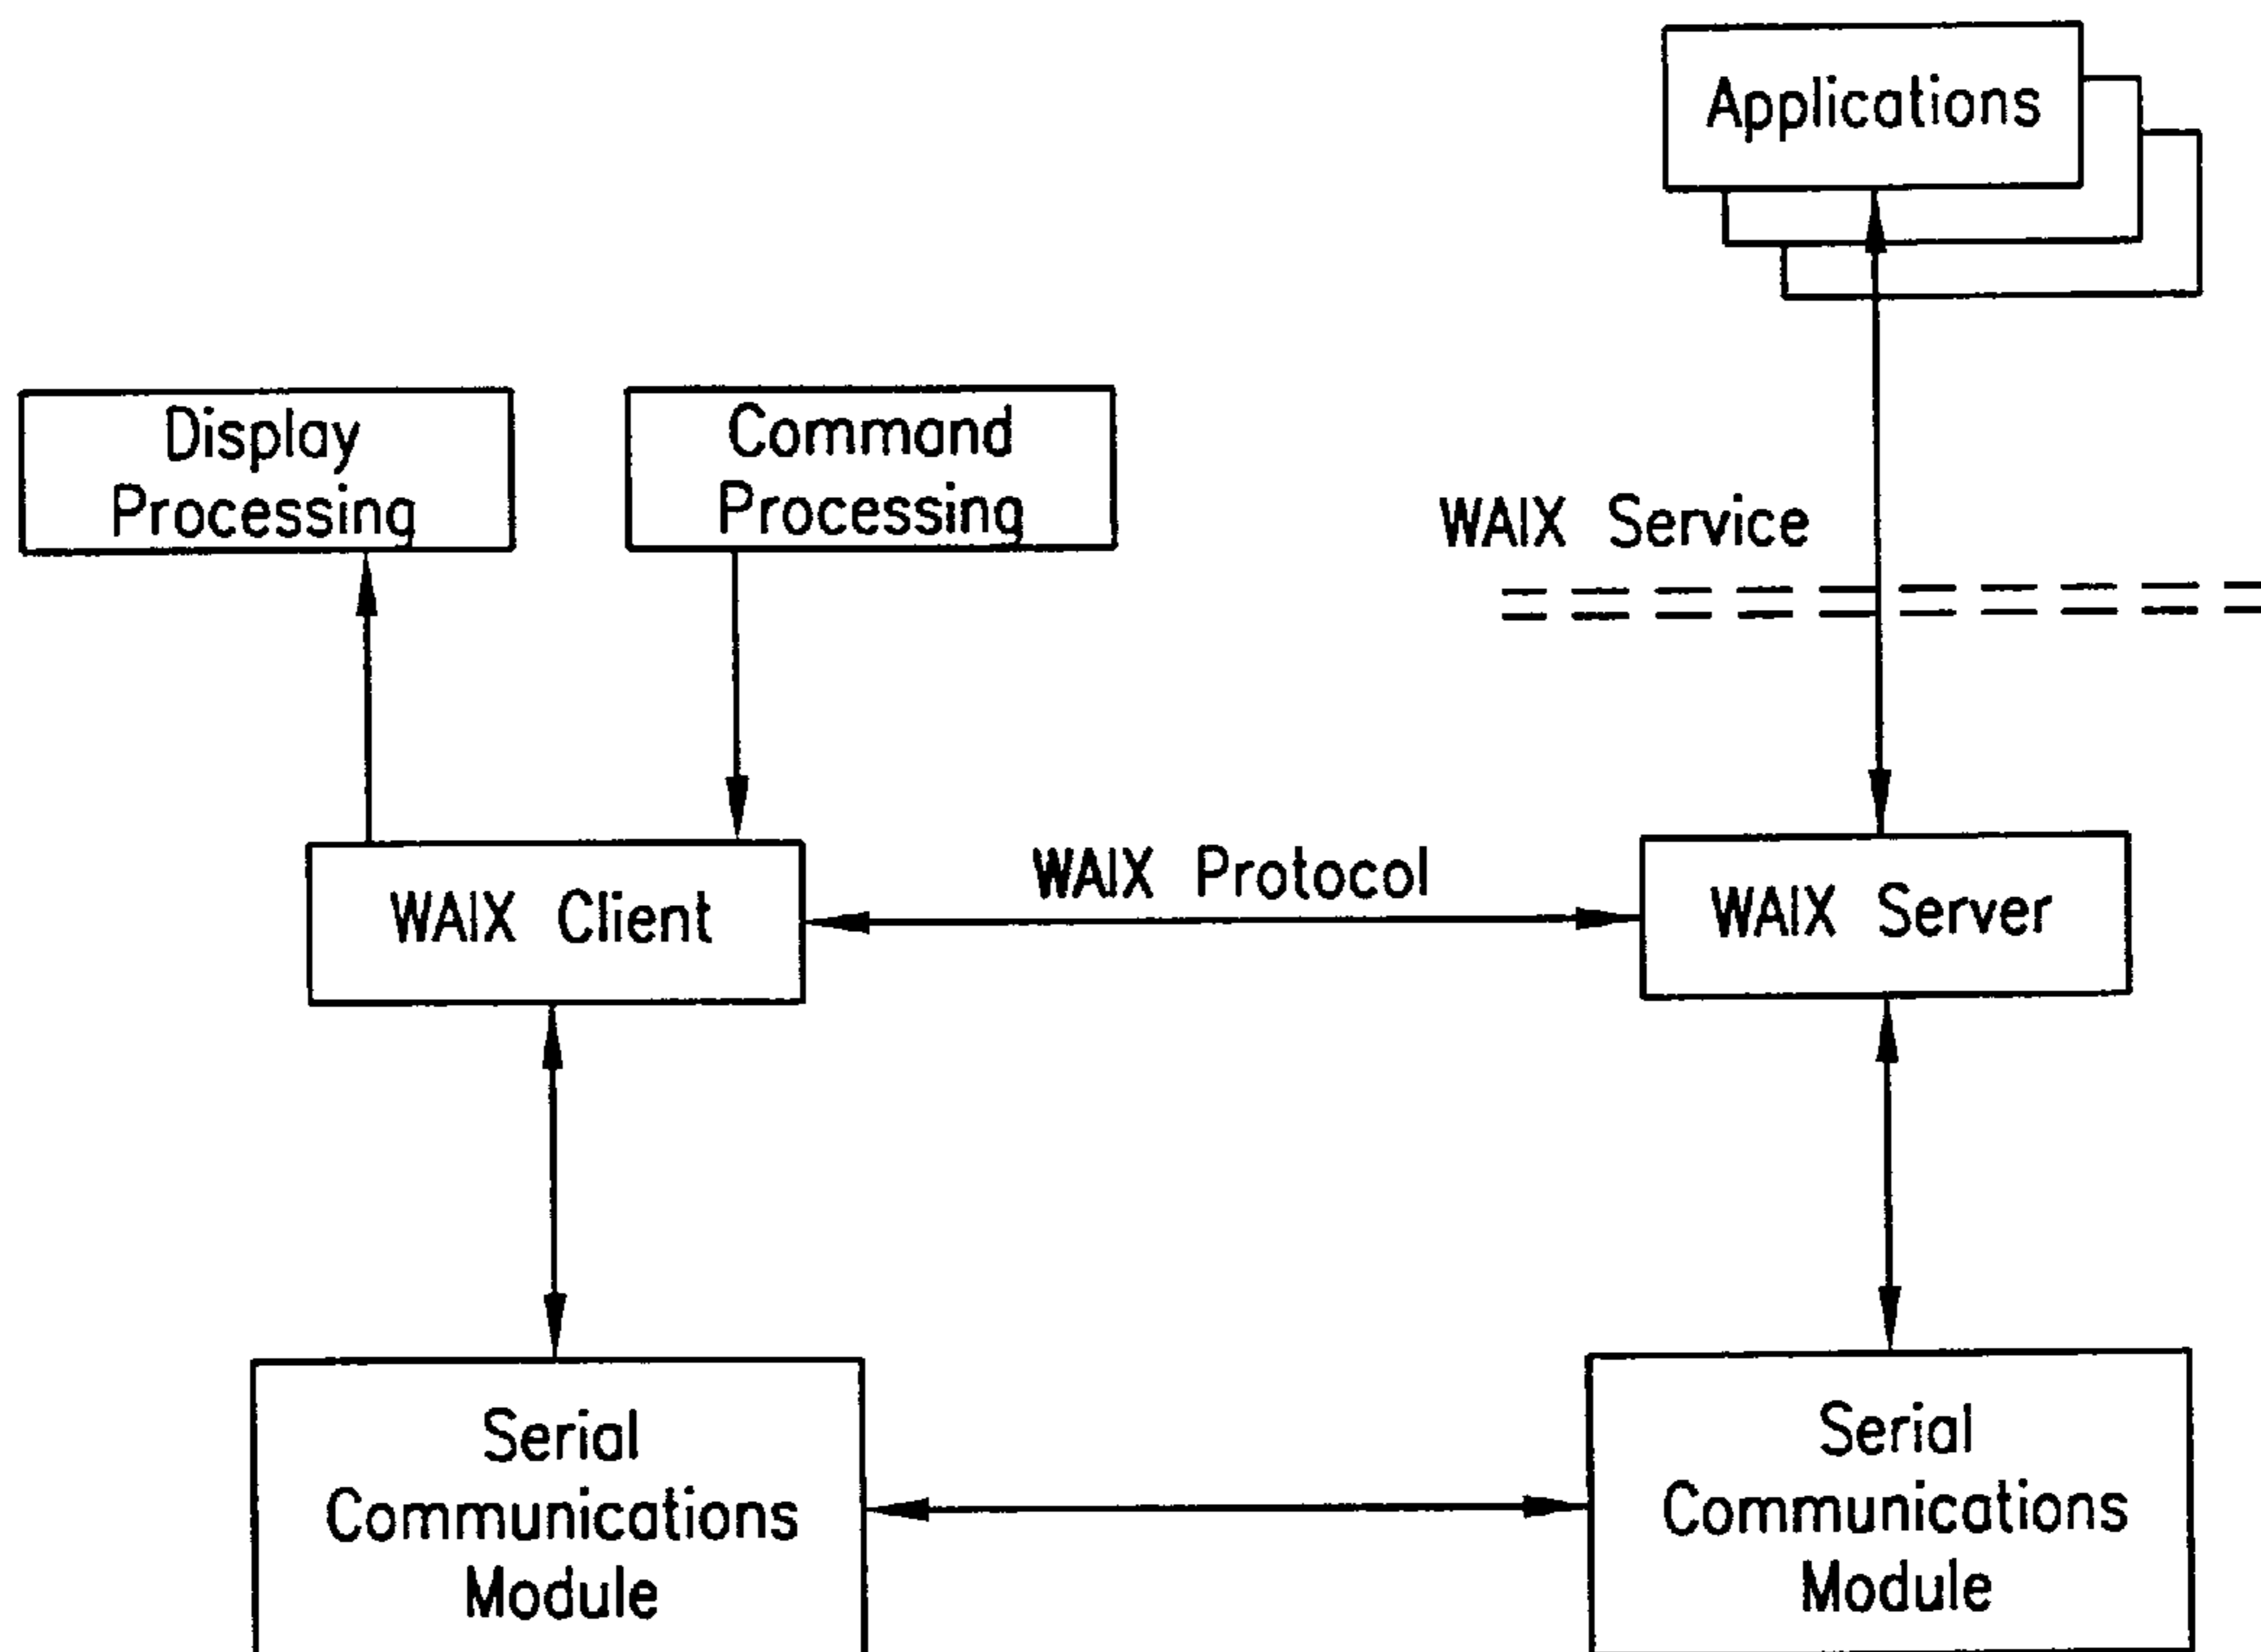 Applications
Display
Processing
Command
Processing
WAIX Service
WAIX Client
WAIX Protocol
WAIX Server
Serial
Communications
Module
Serial
Communications
Module